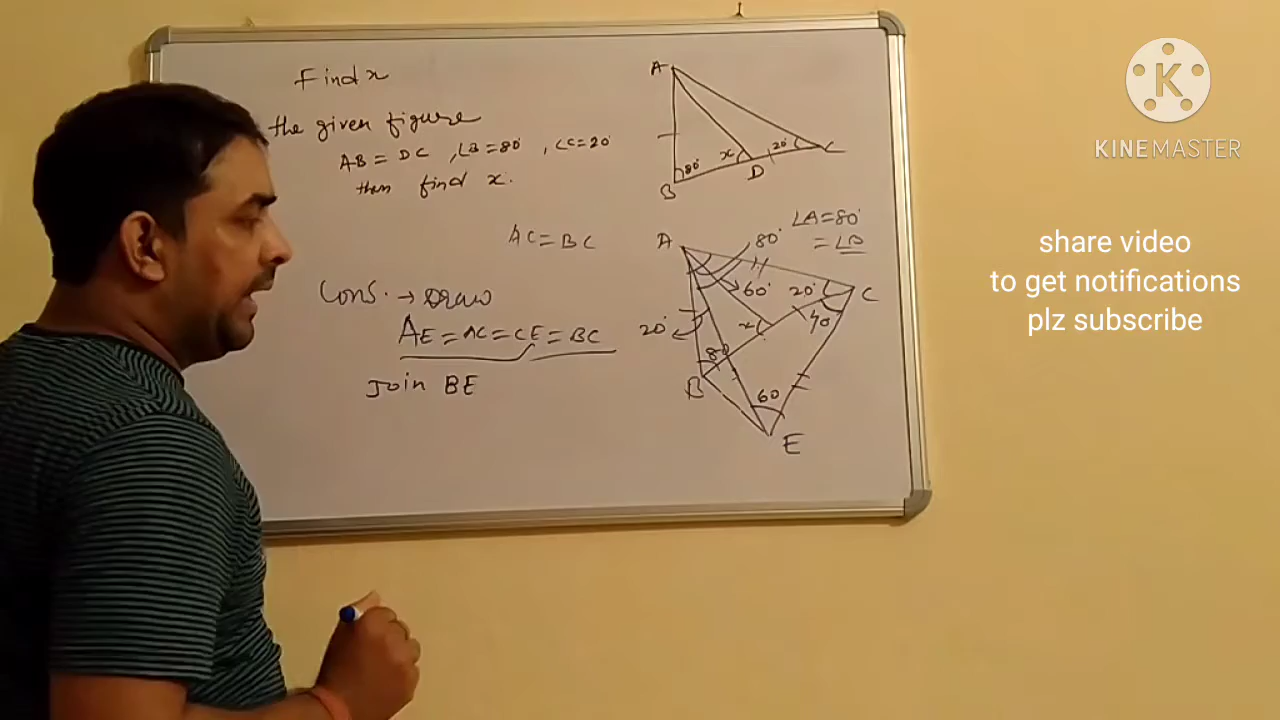 Find x
the given figure
AB = DC , ∠B = 80° , ∠C = 20°
then find x.
A
B
D
C
80°
x
20°
AC = BC
∠A = 80°
= ∠B
Cons. → Draw
AE = AC = CE = BC
Join BE
A
80°
60°
20°
C
20°
x
40
80
B
60
E
K
KINEMASTER
share video
to get notifications
plz subscribe